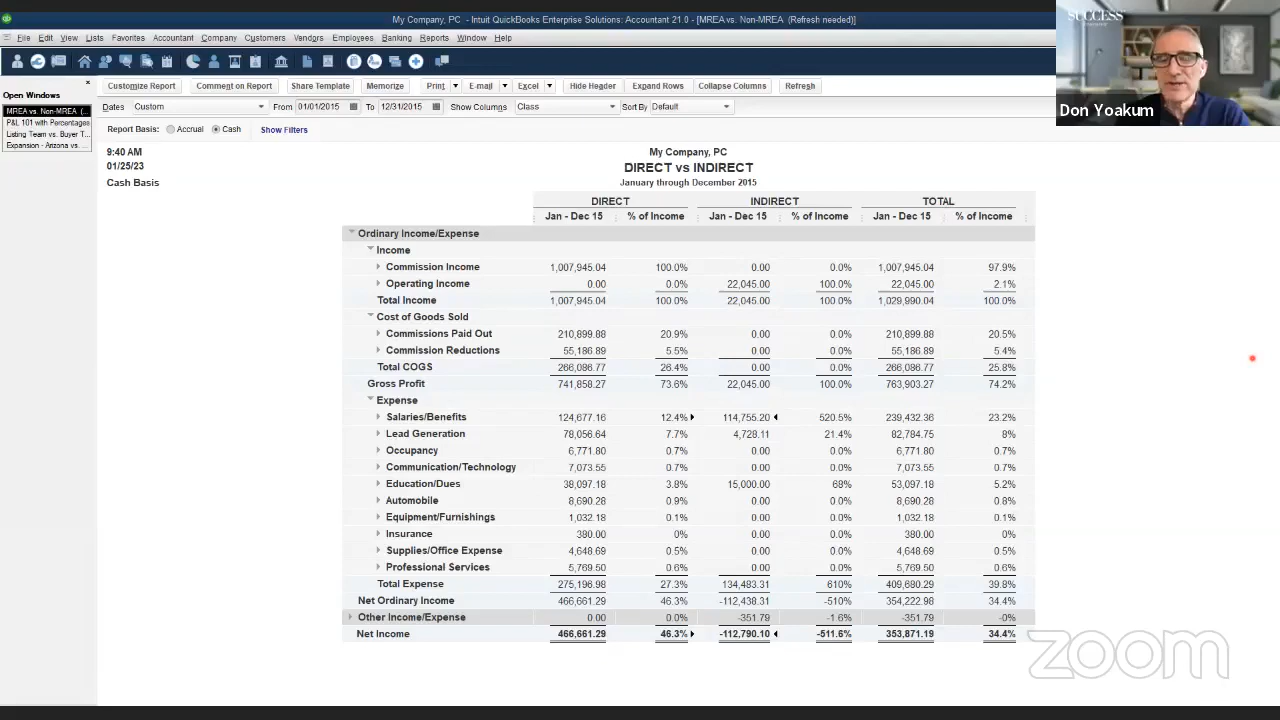 My Company, PC - Intuit QuickBooks Enterprise Solutions: Accountant 21.0 - [MREA vs. Non-MREA (Refresh needed)]
File Edit View Lists Favorites Accountant Company Customers Vendors Employees Banking Reports Window Help
SUCCESS
Don Yoakum
Open Windows
MREA vs. Non-MREA (...
P&L 101 with Percentages
Listing Team vs. Buyer T...
Expansion - Arizona vs. ...
Customize Report Comment on Report Share Template Memorize Print E-mail Excel Hide Header Expand Rows Collapse Columns Refresh
Dates Custom From 01/01/2015 To 12/31/2015 Show Columns Class Sort By Default
Report Basis: Accrual Cash Show Filters
9:40 AM My Company, PC
01/25/23 DIRECT vs INDIRECT
Cash Basis January through December 2015
DIRECT INDIRECT TOTAL
Jan - Dec 15 % of Income Jan - Dec 15 % of Income Jan - Dec 15 % of Income
Ordinary Income/Expense
Income
Commission Income 1,007,945.04 100.0% 0.00 0.0% 1,007,945.04 97.9%
Operating Income 0.00 0.0% 22,045.00 100.0% 22,045.00 2.1%
Total Income 1,007,945.04 100.0% 22,045.00 100.0% 1,029,990.04 100.0%
Cost of Goods Sold
Commissions Paid Out 210,899.88 20.9% 0.00 0.0% 210,899.88 20.5%
Commission Reductions 55,186.89 5.5% 0.00 0.0% 55,186.89 5.4%
Total COGS 266,086.77 26.4% 0.00 0.0% 266,086.77 25.8%
Gross Profit 741,858.27 73.6% 22,045.00 100.0% 763,903.27 74.2%
Expense
Salaries/Benefits 124,677.16 12.4% 114,755.20 520.5% 239,432.36 23.2%
Lead Generation 78,056.64 7.7% 4,728.11 21.4% 82,784.75 8%
Occupancy 6,771.80 0.7% 0.00 0.0% 6,771.80 0.7%
Communication/Technology 7,073.55 0.7% 0.00 0.0% 7,073.55 0.7%
Education/Dues 38,097.18 3.8% 15,000.00 68% 53,097.18 5.2%
Automobile 8,690.28 0.9% 0.00 0.0% 8,690.28 0.8%
Equipment/Furnishings 1,032.18 0.1% 0.00 0.0% 1,032.18 0.1%
Insurance 380.00 0% 0.00 0.0% 380.00 0%
Supplies/Office Expense 4,648.69 0.5% 0.00 0.0% 4,648.69 0.5%
Professional Services 5,769.50 0.6% 0.00 0.0% 5,769.50 0.6%
Total Expense 275,196.98 27.3% 134,483.31 610% 409,680.29 39.8%
Net Ordinary Income 466,661.29 46.3% -112,438.31 -510% 354,222.98 34.4%
Other Income/Expense 0.00 0.0% -351.79 -1.6% -351.79 -0%
Net Income 466,661.29 46.3% -112,790.10 -511.6% 353,871.19 34.4%
zoom